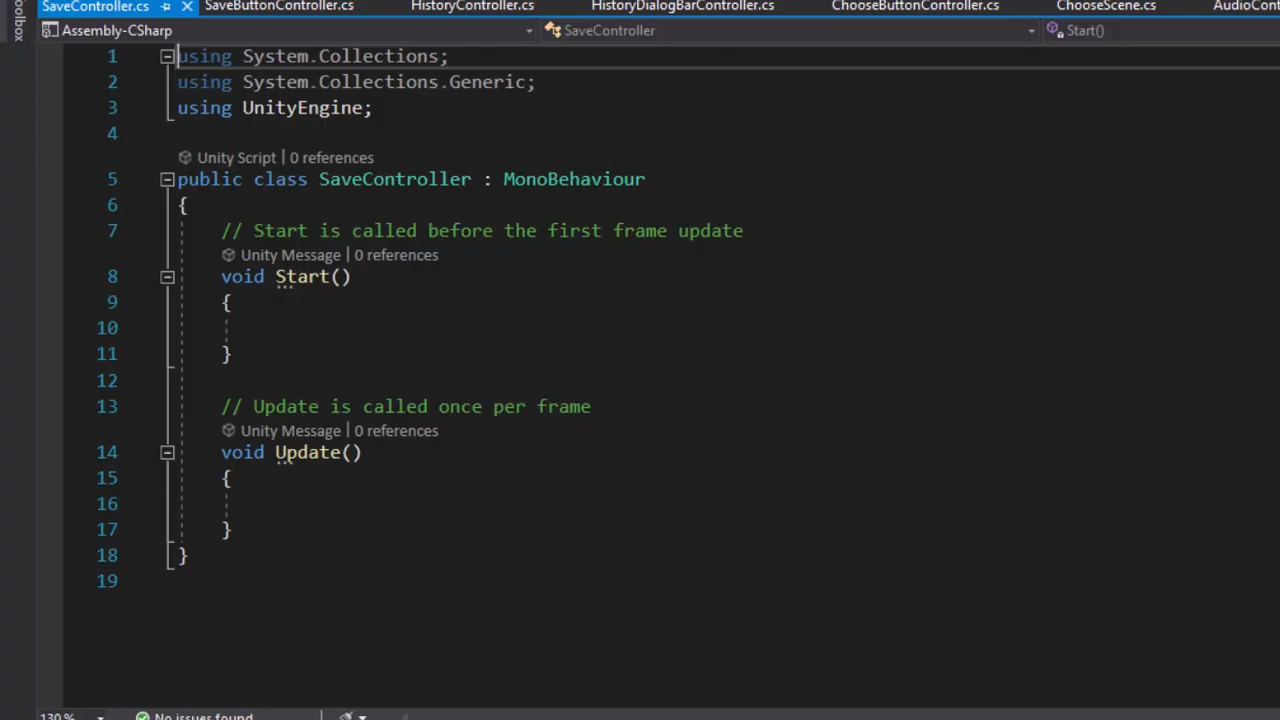 SaveController.cs
SaveButtonController.cs
HistoryController.cs
HistoryDialogBarController.cs
ChooseButtonController.cs
ChooseScene.cs
AudioCont
oolbox
Assembly-CSharp
SaveController
Start()
1 using System.Collections;
2 using System.Collections.Generic;
3 using UnityEngine;
4
Unity Script | 0 references
5 public class SaveController : MonoBehaviour
6 {
7 // Start is called before the first frame update
Unity Message | 0 references
8 void Start()
9 {
10
11 }
12
13 // Update is called once per frame
Unity Message | 0 references
14 void Update()
15 {
16
17 }
18 }
19
130 %
No issues found